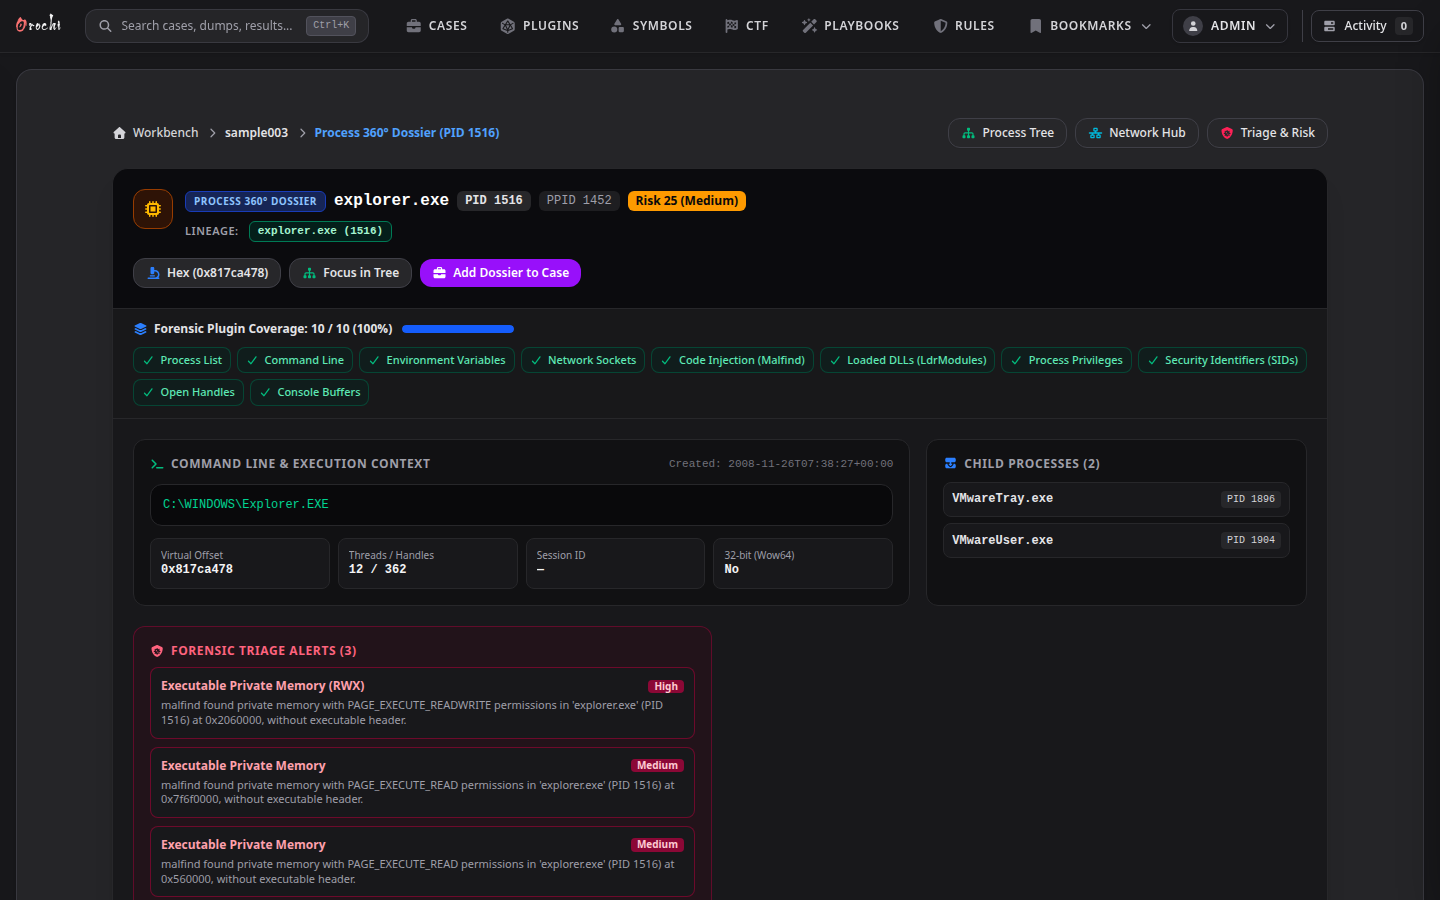 Orochi
Search cases, dumps, results... Ctrl+K
CASES
PLUGINS
SYMBOLS
CTF
PLAYBOOKS
RULES
BOOKMARKS
ADMIN
Activity 0
Workbench > sample003 > Process 360° Dossier (PID 1516)
Process Tree
Network Hub
Triage & Risk
PROCESS 360° DOSSIER explorer.exe PID 1516 PPID 1452 Risk 25 (Medium)
LINEAGE: explorer.exe (1516)
Hex (0x817ca478)
Focus in Tree
Add Dossier to Case
Forensic Plugin Coverage: 10 / 10 (100%)
Process List
Command Line
Environment Variables
Network Sockets
Code Injection (Malfind)
Loaded DLLs (LdrModules)
Process Privileges
Security Identifiers (SIDs)
Open Handles
Console Buffers
COMMAND LINE & EXECUTION CONTEXT
Created: 2008-11-26T07:38:27+00:00
C:\WINDOWS\Explorer.EXE
Virtual Offset
0x817ca478
Threads / Handles
12 / 362
Session ID
—
32-bit (Wow64)
No
CHILD PROCESSES (2)
VMwareTray.exe PID 1896
VMwareUser.exe PID 1904
FORENSIC TRIAGE ALERTS (3)
Executable Private Memory (RWX) High
malfind found private memory with PAGE_EXECUTE_READWRITE permissions in 'explorer.exe' (PID
1516) at 0x2060000, without executable header.
Executable Private Memory Medium
malfind found private memory with PAGE_EXECUTE_READ permissions in 'explorer.exe' (PID 1516) at
0x7f6f0000, without executable header.
Executable Private Memory Medium
malfind found private memory with PAGE_EXECUTE_READ permissions in 'explorer.exe' (PID 1516) at
0x560000, without executable header.